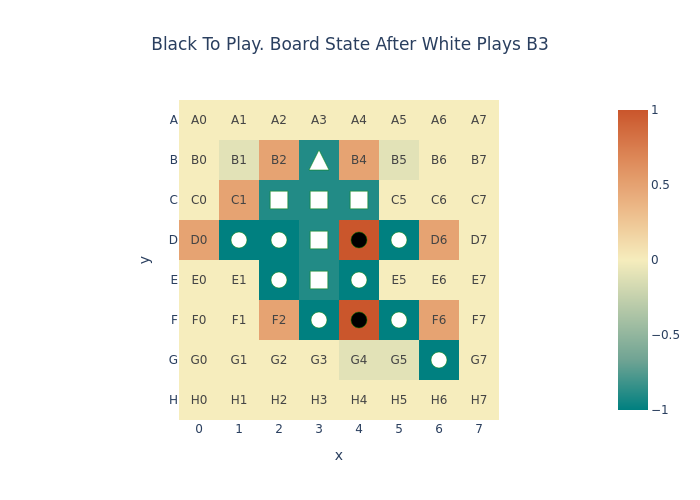 Black To Play. Board State After White Plays B3
A A0 A1 A2 A3 A4 A5 A6 A7
B B0 B1 B2 B4 B5 B6 B7
C C0 C1 C5 C6 C7
D D0 D6 D7
E E0 E1 E5 E6 E7
F F0 F1 F2 F6 F7
G G0 G1 G2 G3 G4 G5 G7
H H0 H1 H2 H3 H4 H5 H6 H7
0 1 2 3 4 5 6 7
x
y
1
0.5
0
−0.5
−1